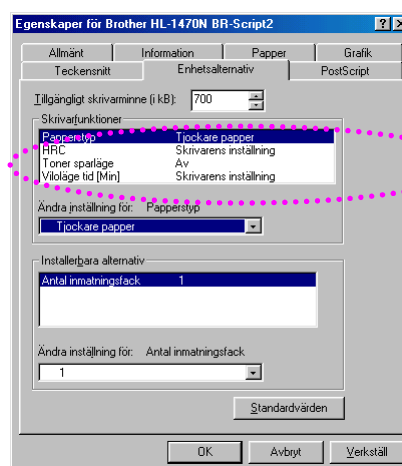 Egenskaper för Brother HL-1470N BR-Script2
Allmänt Information Papper Grafik
Teckensnitt Enhetsalternativ PostScript
Tillgängligt skrivarminne (i kB): 700
Skrivarfunktioner
Papperstyp Tjockare papper
HRC Skrivarens inställning
Toner sparläge Av
Viloläge tid [Min] Skrivarens inställning
Ändra inställning för: Papperstyp
Tjockare papper
Installerbara alternativ
Antal inmatningsfack 1
Ändra inställning för: Antal inmatningsfack
1
Standardvärden
OK Avbryt Verkställ